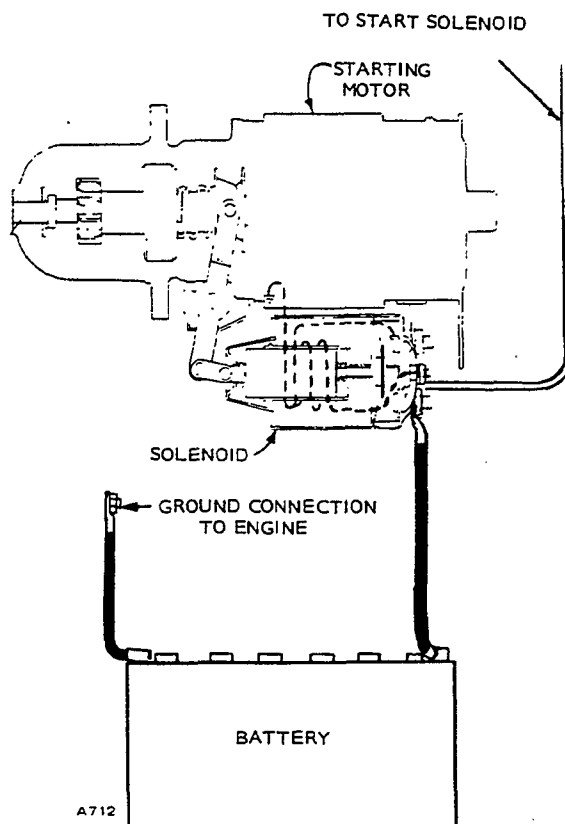 TO START SOLENOID
STARTING
MOTOR
SOLENOID
GROUND CONNECTION
TO ENGINE
BATTERY
A712